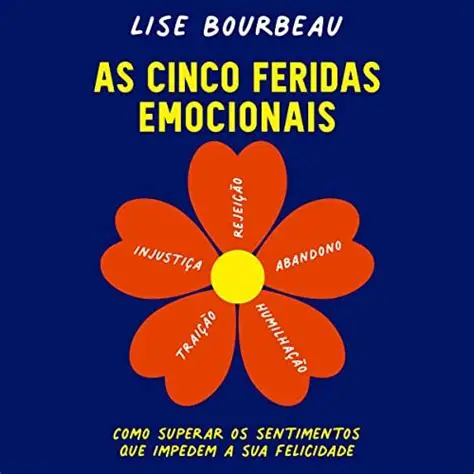 LISE BOURBEAU
AS CINCO FERIDAS
EMOCIONAIS
REJEIÇÃO
INJUSTIÇA
ABANDONO
TRAIÇÃO
HUMILHAÇÃO
COMO SUPERAR OS SENTIMENTOS
QUE IMPEDEM A SUA FELICIDADE